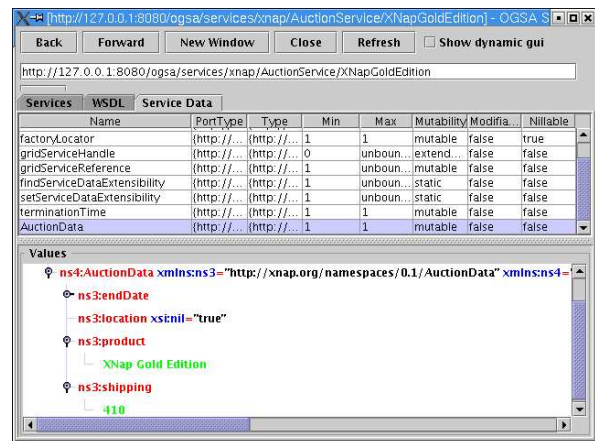 [http://127.0.0.1:8080/ogsa/services/xnap/AuctionService/XNapGoldEdition] - OGSA S
Back Forward New Window Close Refresh Show dynamic gui
http://127.0.0.1:8080/ogsa/services/xnap/AuctionService/XNapGoldEdition
Services WSDL Service Data
Name PortType Type Min Max Mutability Modifia... Nillable
factoryLocator {http://... {http://... 1 1 mutable false true
gridServiceHandle {http://... {http://... 0 unboun... extend... false false
gridServiceReference {http://... {http://... 1 unboun... mutable false false
findServiceDataExtensibility {http://... {http://... 1 unboun... static false false
setServiceDataExtensibility {http://... {http://... 1 unboun... static false false
terminationTime {http://... {http://... 1 1 mutable false false
AuctionData {http://... {http://... 1 1 mutable false false
Values
ns4:AuctionData xmlns:ns3="http://xnap.org/namespaces/0.1/AuctionData" xmlns:ns4="
ns3:endDate
ns3:location xsi:nil="true"
ns3:product
XNap Gold Edition
ns3:shipping
410